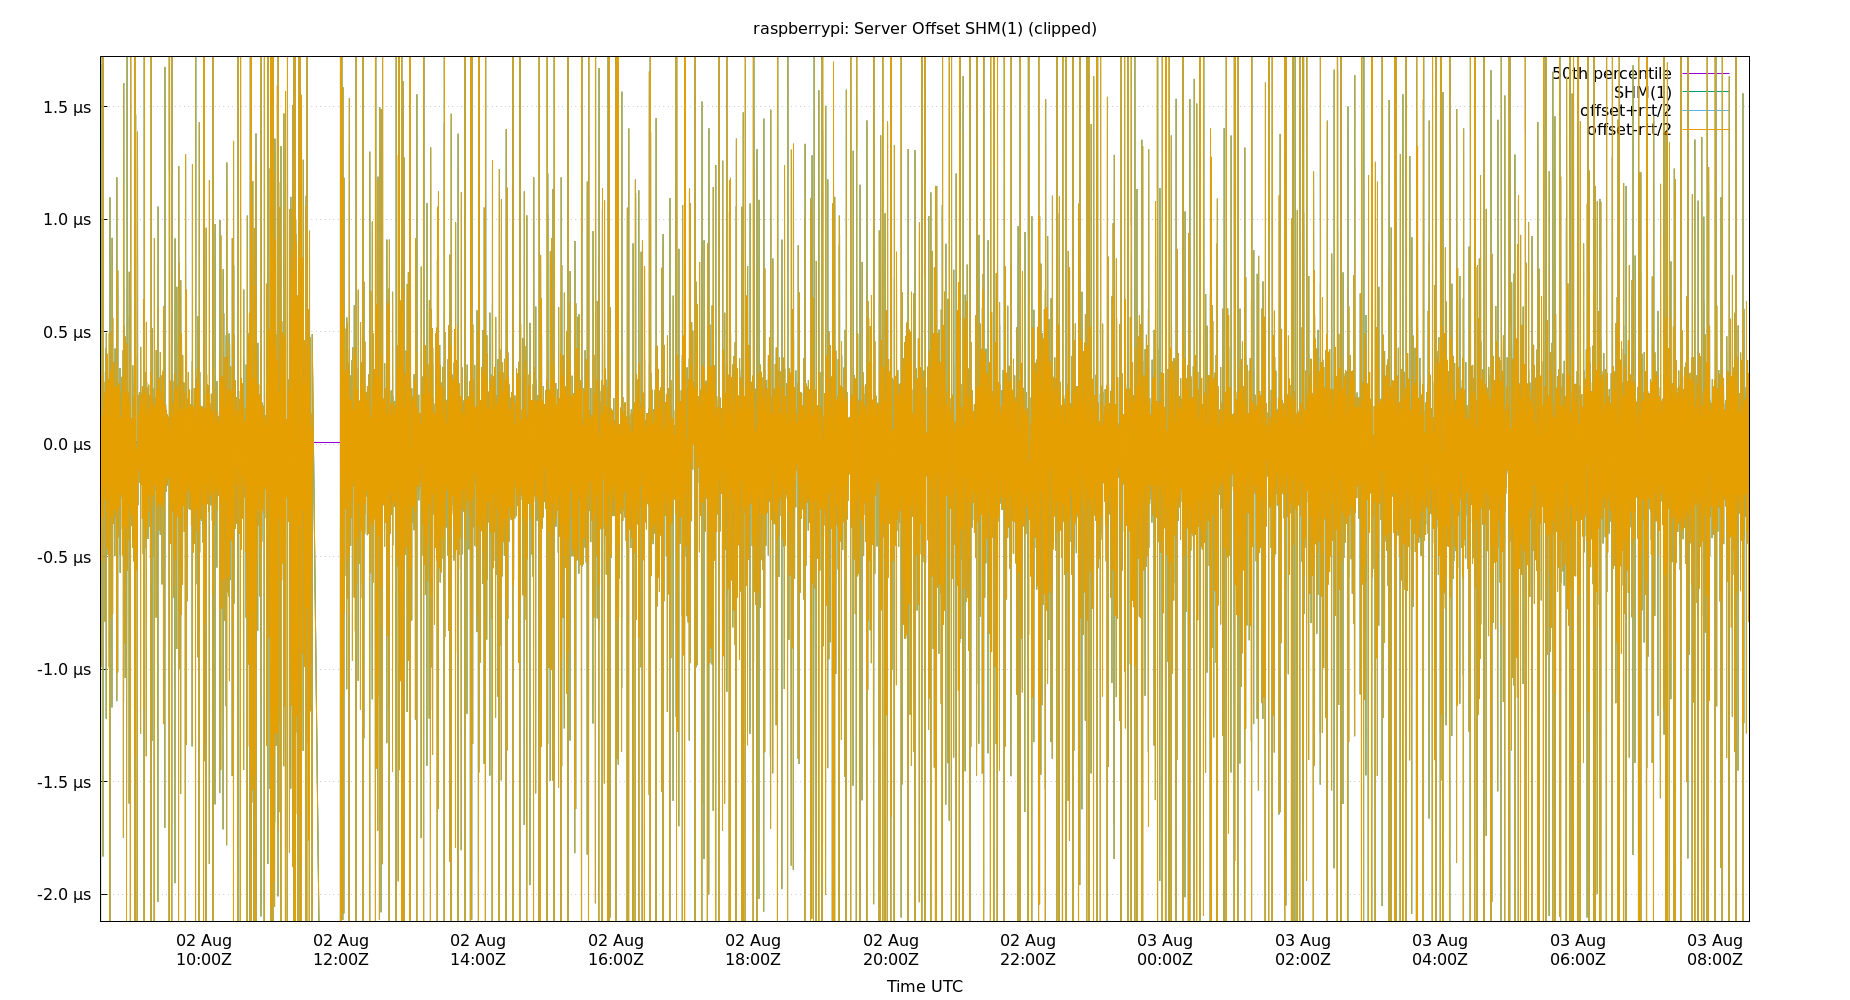 raspberrypi: Server Offset SHM(1) (clipped)
50th percentile
SHM(1)
offset+rtt/2
offset-rtt/2
1.5 µs
1.0 µs
0.5 µs
0.0 µs
-0.5 µs
-1.0 µs
-1.5 µs
-2.0 µs
02 Aug 02 Aug 02 Aug 02 Aug 02 Aug 02 Aug 02 Aug 03 Aug 03 Aug 03 Aug 03 Aug 03 Aug
10:00Z 12:00Z 14:00Z 16:00Z 18:00Z 20:00Z 22:00Z 00:00Z 02:00Z 04:00Z 06:00Z 08:00Z
Time UTC